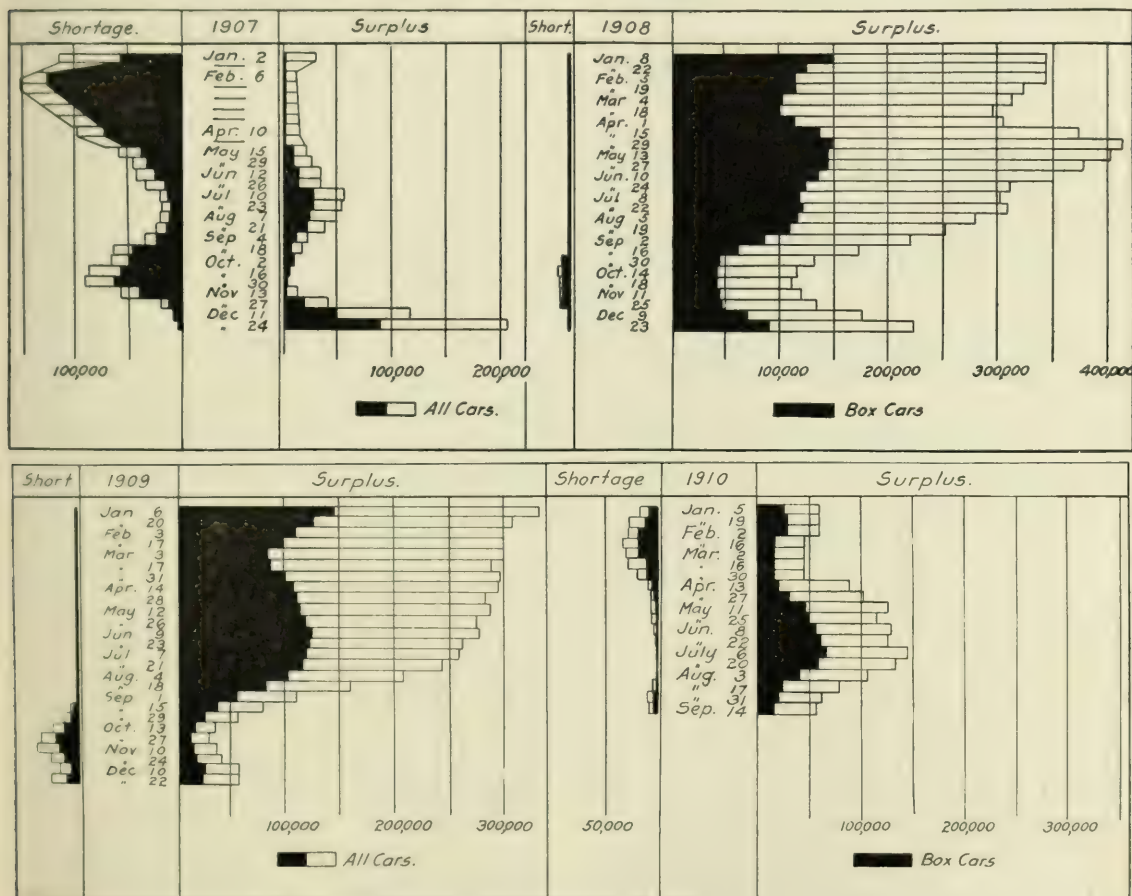 Shortage. 1907 Surplus Short. 1908 Surplus.
Jan. 2
Feb. 6
Apr. 10
May 15
" 29
Jun 12
" 26
Jul 10
" 23
Aug 7
" 21
Sep 4
" 18
Oct. 2
" 16
" 30
Nov 13
" 27
Dec 11
" 24
100,000 100,000 200,000
All Cars.
Jan. 8
" 22
Feb. 5
" 19
Mar 4
" 18
Apr. 1
" 15
" 29
May 13
" 27
Jun. 10
" 24
Jul 8
" 22
Aug 5
" 19
Sep 2
" 16
" 30
Oct. 14
" 18
Nov 11
" 25
Dec 9
23
100,000 200,000 300,000 400,000
Box Cars
Short 1909 Surplus. Shortage 1910 Surplus.
Jan 6
" 20
Feb 3
" 17
Mar 3
" 17
" 31
Apr. 14
" 28
May 12
" 26
Jun 9
" 23
Jul 7
" 21
Aug. 4
" 18
Sep 1
" 15
" 29
Oct. 13
" 27
Nov 10
" 24
Dec 10
" 22
100,000 200,000 300,000
All Cars.
Jan. 5
" 19
Feb. 2
" 16
Mar. 2
" 16
" 30
Apr. 13
" 27
May 11
" 25
Jun. 8
" 22
July 6
" 20
Aug. 3
" 17
" 31
Sep. 14
50,000 100,000 200,000 300,000
Box Cars